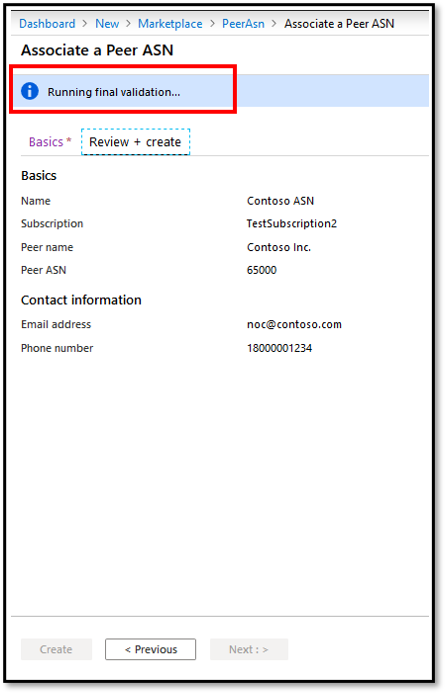 Dashboard > New > Marketplace > PeerAsn > Associate a Peer ASN
Associate a Peer ASN
i Running final validation...
Basics * Review + create
Basics
Name Contoso ASN
Subscription TestSubscription2
Peer name Contoso Inc.
Peer ASN 65000
Contact information
Email address noc@contoso.com
Phone number 18000001234
Create < Previous Next : >